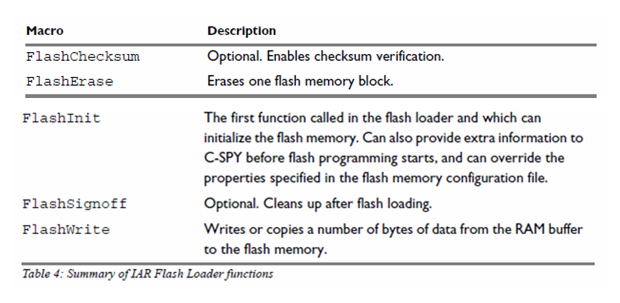 Macro Description
FlashChecksum Optional. Enables checksum verification.
FlashErase Erases one flash memory block.
FlashInit The first function called in the flash loader and which can
initialize the flash memory. Can also provide extra information to
C-SPY before flash programming starts, and can override the
properties specified in the flash memory configuration file.
FlashSignoff Optional. Cleans up after flash loading.
FlashWrite Writes or copies a number of bytes of data from the RAM buffer
to the flash memory.
Table 4: Summary of IAR Flash Loader functions